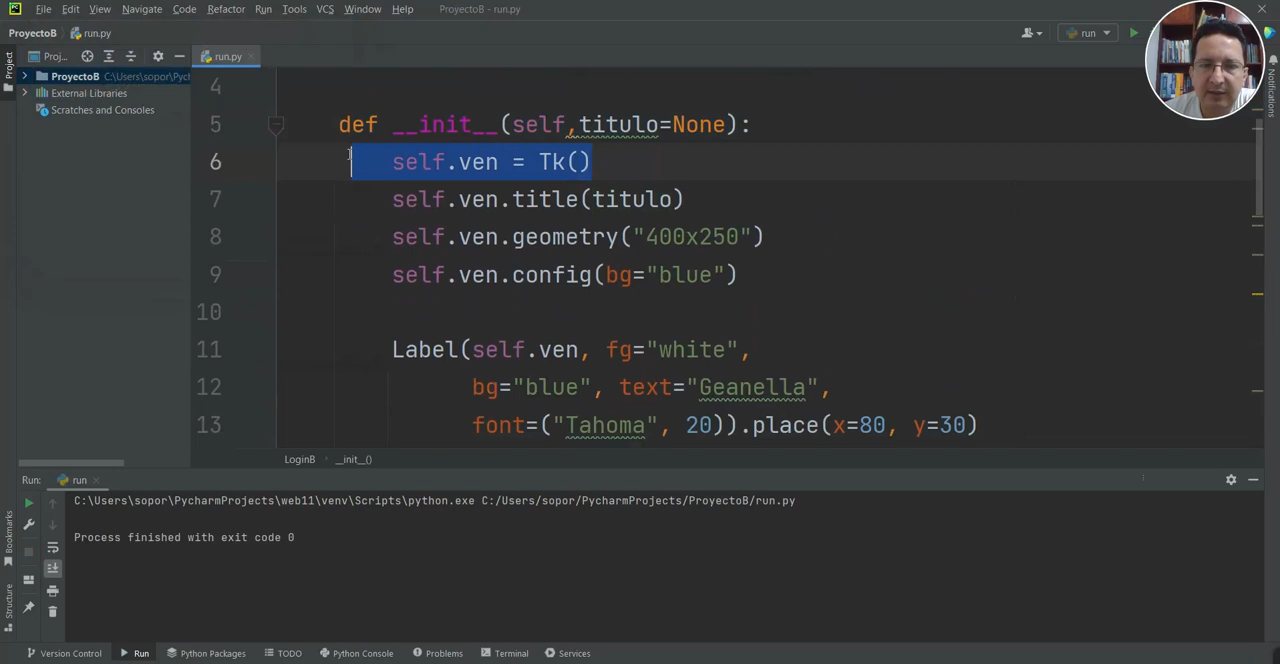 File Edit View Navigate Code Refactor Run Tools VCS Window Help ProyectoB - run.py
ProyectoB run.py run
Proj... run.py
ProyectoB C:\Users\sopor\Pych
External Libraries
Scratches and Consoles
Project
Notifications
4
5 def __init__(self,titulo=None):
6 self.ven = Tk()
7 self.ven.title(titulo)
8 self.ven.geometry("400x250")
9 self.ven.config(bg="blue")
10
11 Label(self.ven, fg="white",
12 bg="blue", text="Geanella",
13 font=("Tahoma", 20)).place(x=80, y=30)
LoginB __init__()
Run: run
C:\Users\sopor\PycharmProjects\web11\venv\Scripts\python.exe C:/Users/sopor/PycharmProjects/ProyectoB/run.py
Process finished with exit code 0
Bookmarks
Structure
Version Control Run Python Packages TODO Python Console Problems Terminal Services